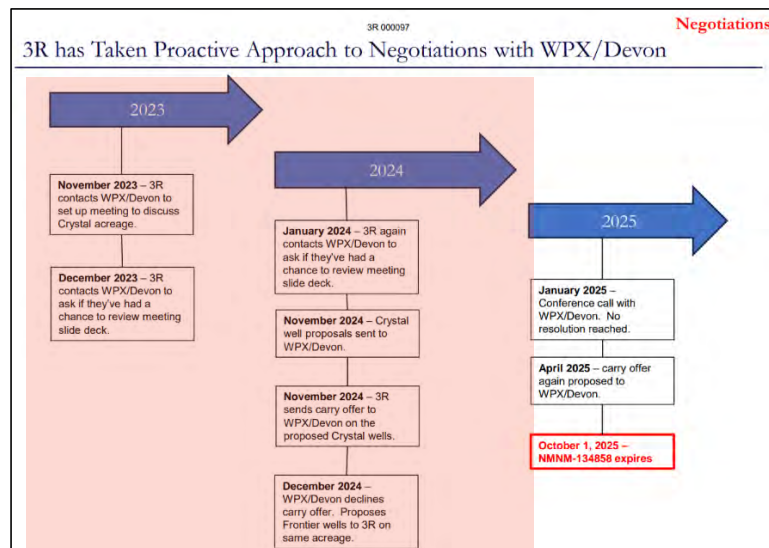 3R 000097
Negotiations
3R has Taken Proactive Approach to Negotiations with WPX/Devon
2023
November 2023 – 3R
contacts WPX/Devon to
set up meeting to discuss
Crystal acreage.
December 2023 – 3R
contacts WPX/Devon to
ask if they've had a
chance to review meeting
slide deck.
2024
January 2024 – 3R again
contacts WPX/Devon to
ask if they've had a
chance to review meeting
slide deck.
November 2024 – Crystal
well proposals sent to
WPX/Devon.
November 2024 – 3R
sends carry offer to
WPX/Devon on the
proposed Crystal wells.
December 2024 –
WPX/Devon declines
carry offer. Proposes
Frontier wells to 3R on
same acreage.
2025
January 2025 –
Conference call with
WPX/Devon. No
resolution reached.
April 2025 – carry offer
again proposed to
WPX/Devon.
October 1, 2025 –
NMNM-134858 expires